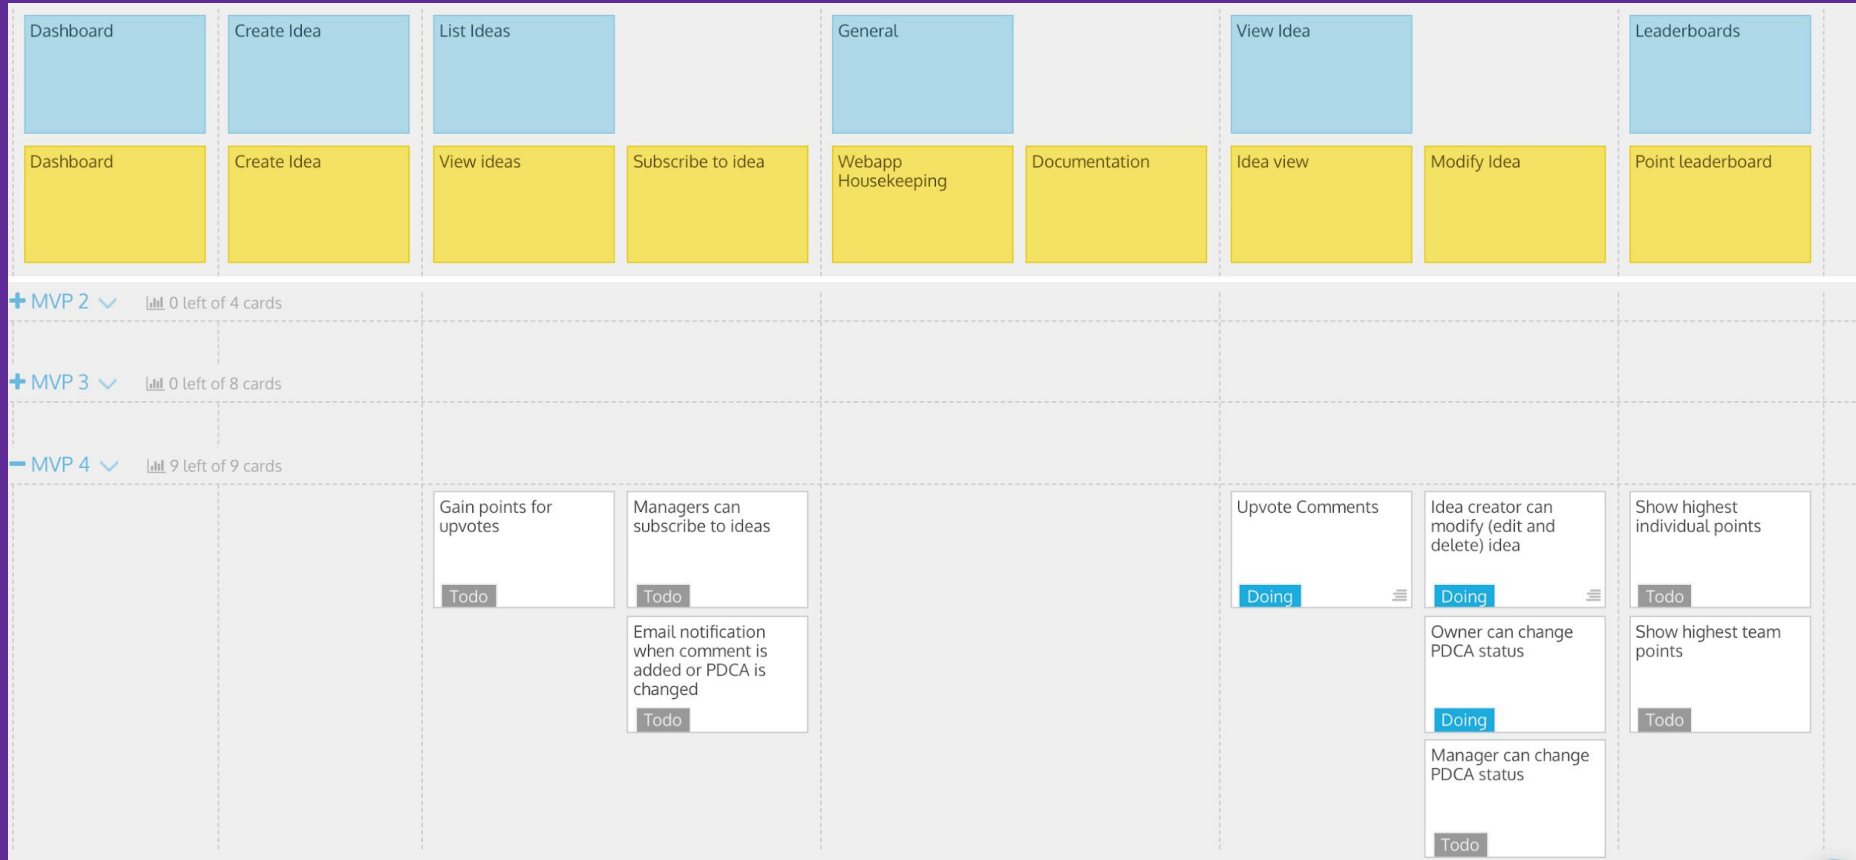 Dashboard
Create Idea
List Ideas
General
View Idea
Leaderboards
Dashboard
Create Idea
View ideas
Subscribe to idea
Webapp
Housekeeping
Documentation
Idea view
Modify Idea
Point leaderboard
MVP 2
0 left of 4 cards
MVP 3
0 left of 8 cards
MVP 4
9 left of 9 cards
Gain points for
upvotes
Todo
Managers can
subscribe to ideas
Todo
Upvote Comments
Doing
Idea creator can
modify (edit and
delete) idea
Doing
Show highest
individual points
Todo
Email notification
when comment is
added or PDCA is
changed
Todo
Owner can change
PDCA status
Doing
Show highest team
points
Todo
Manager can change
PDCA status
Todo